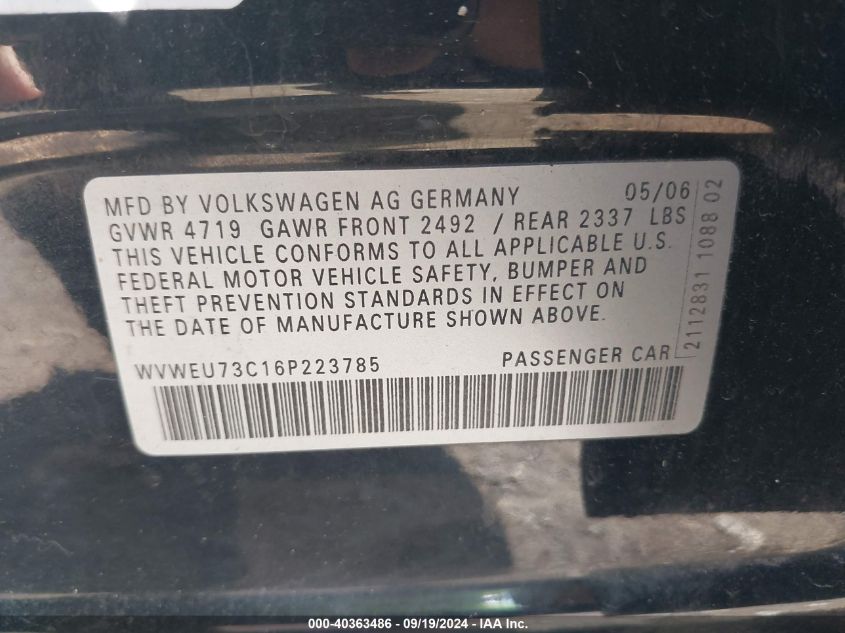 MFD BY VOLKSWAGEN AG GERMANY 05/06
GVWR 4719 GAWR FRONT 2492 / REAR 2337 LBS
THIS VEHICLE CONFORMS TO ALL APPLICABLE U.S.
FEDERAL MOTOR VEHICLE SAFETY, BUMPER AND
THEFT PREVENTION STANDARDS IN EFFECT ON
THE DATE OF MANUFACTURE SHOWN ABOVE.
WVWEU73C16P223785 PASSENGER CAR
2112831 1088 02
000-40363486 - 09/19/2024 - IAA Inc.